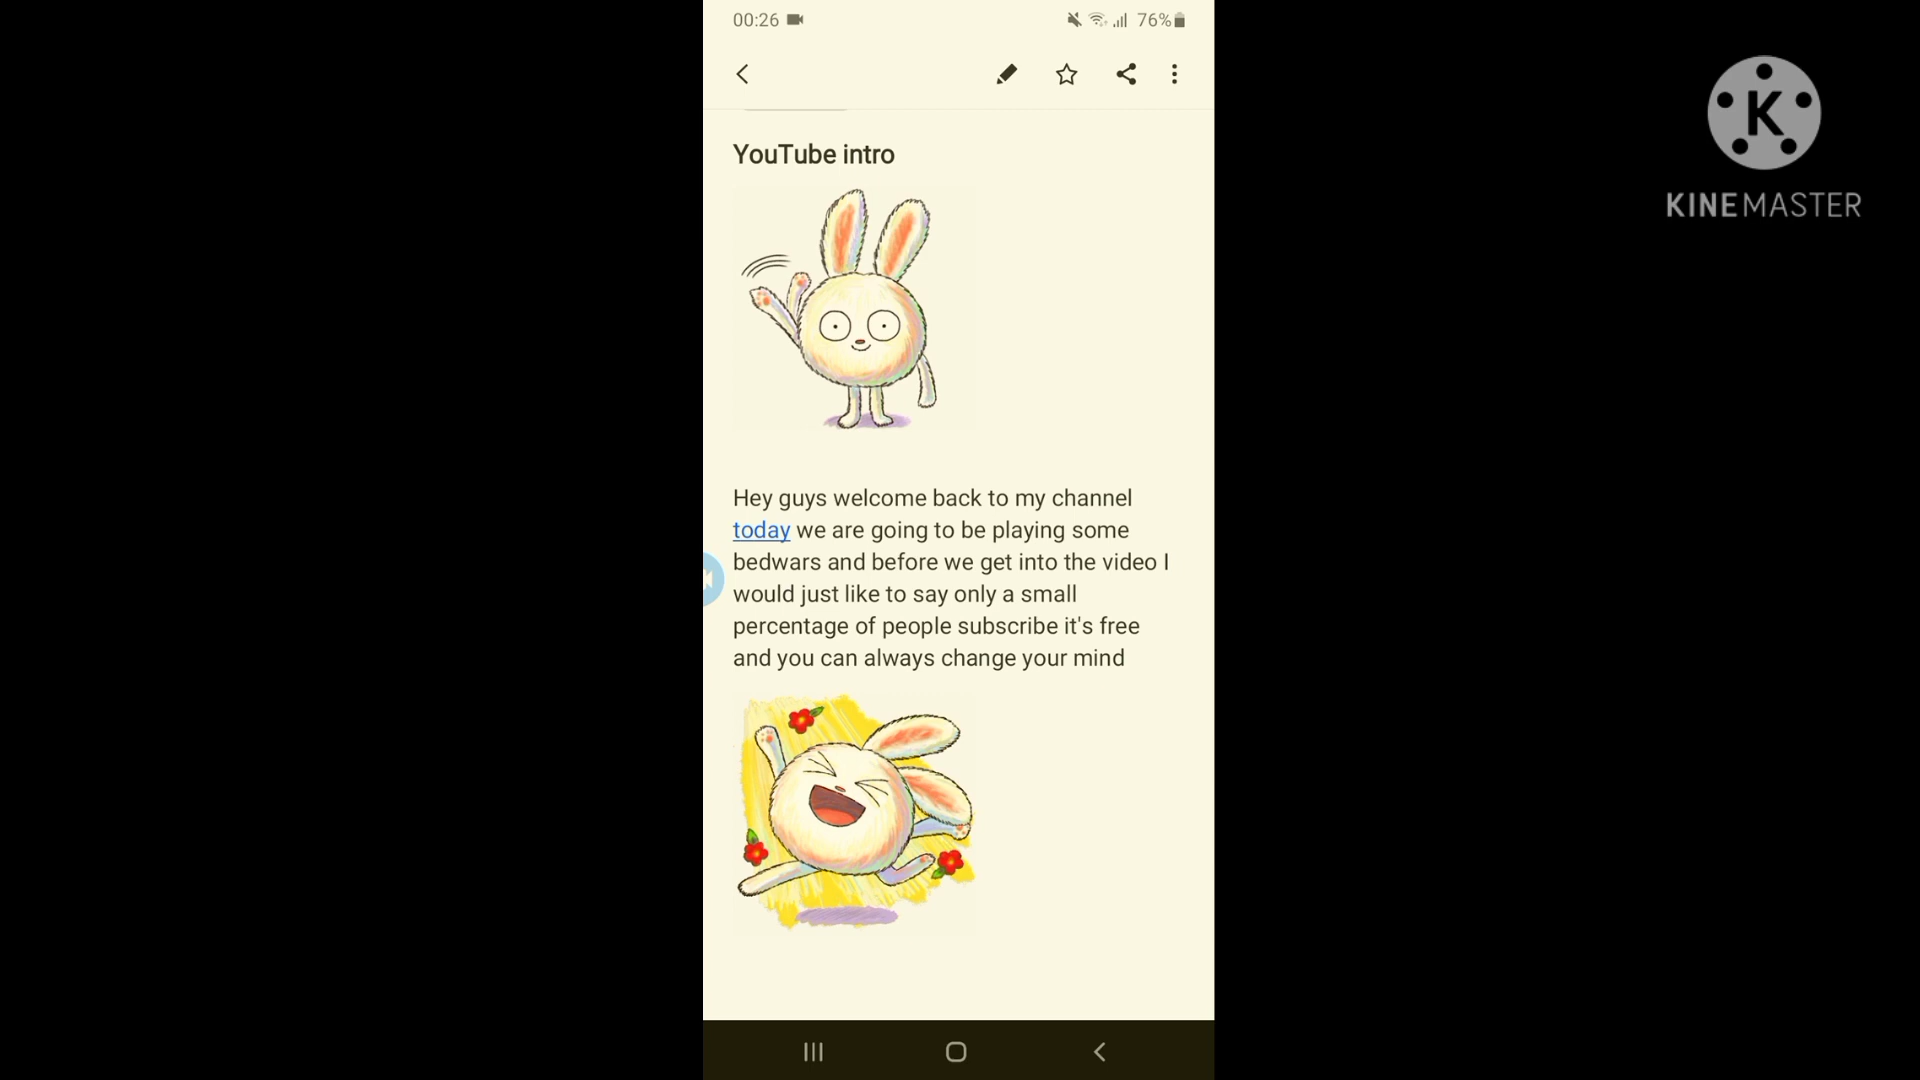 00:26
76%
K
KINEMASTER
YouTube intro
Hey guys welcome back to my channel
today we are going to be playing some
bedwars and before we get into the video I
would just like to say only a small
percentage of people subscribe it's free
and you can always change your mind